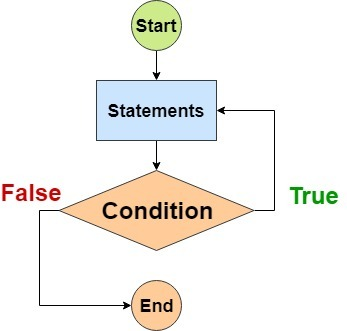 Start
Statements
False
True
Condition
End